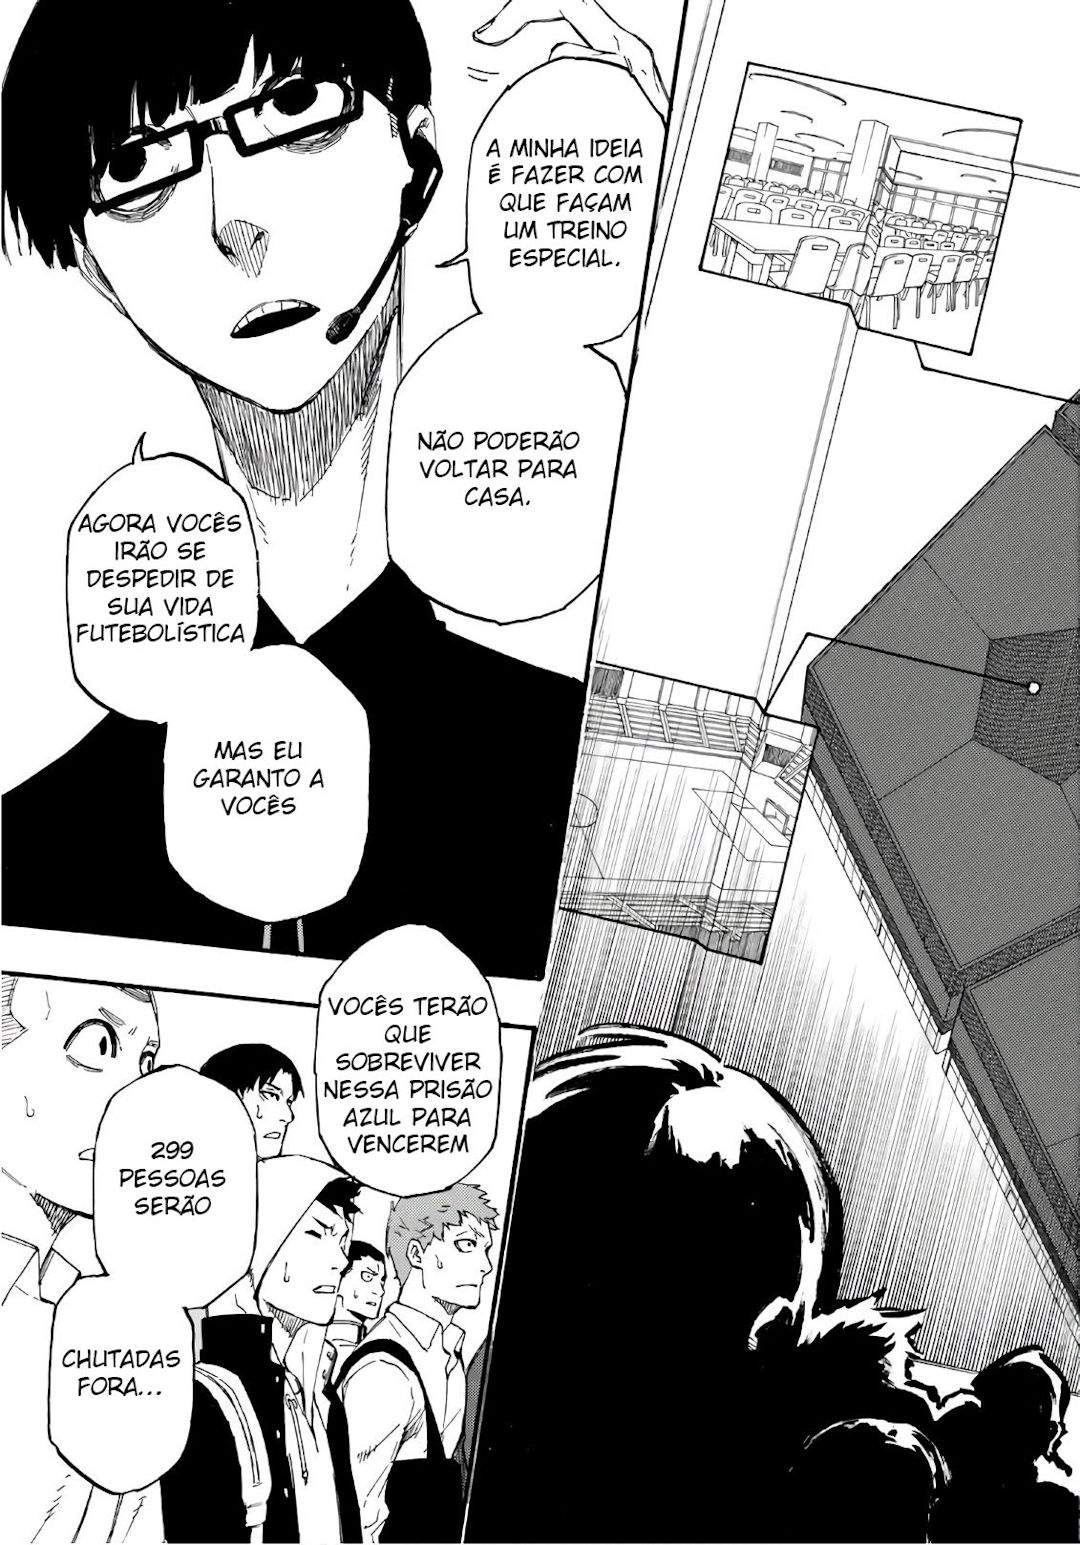 A MINHA IDEIA
É FAZER COM
QUE FAÇAM
UM TREINO
ESPECIAL.
NÃO PODERÃO
VOLTAR PARA
CASA.
AGORA VOCÊS
IRÃO SE
DESPEDIR DE
SUA VIDA
FUTEBOLÍSTICA
MAS EU
GARANTO A
VOCÊS
VOCÊS TERÃO
QUE
SOBREVIVER
NESSA PRISÃO
AZUL PARA
VENCEREM
299
PESSOAS
SERÃO
CHUTADAS
FORA...